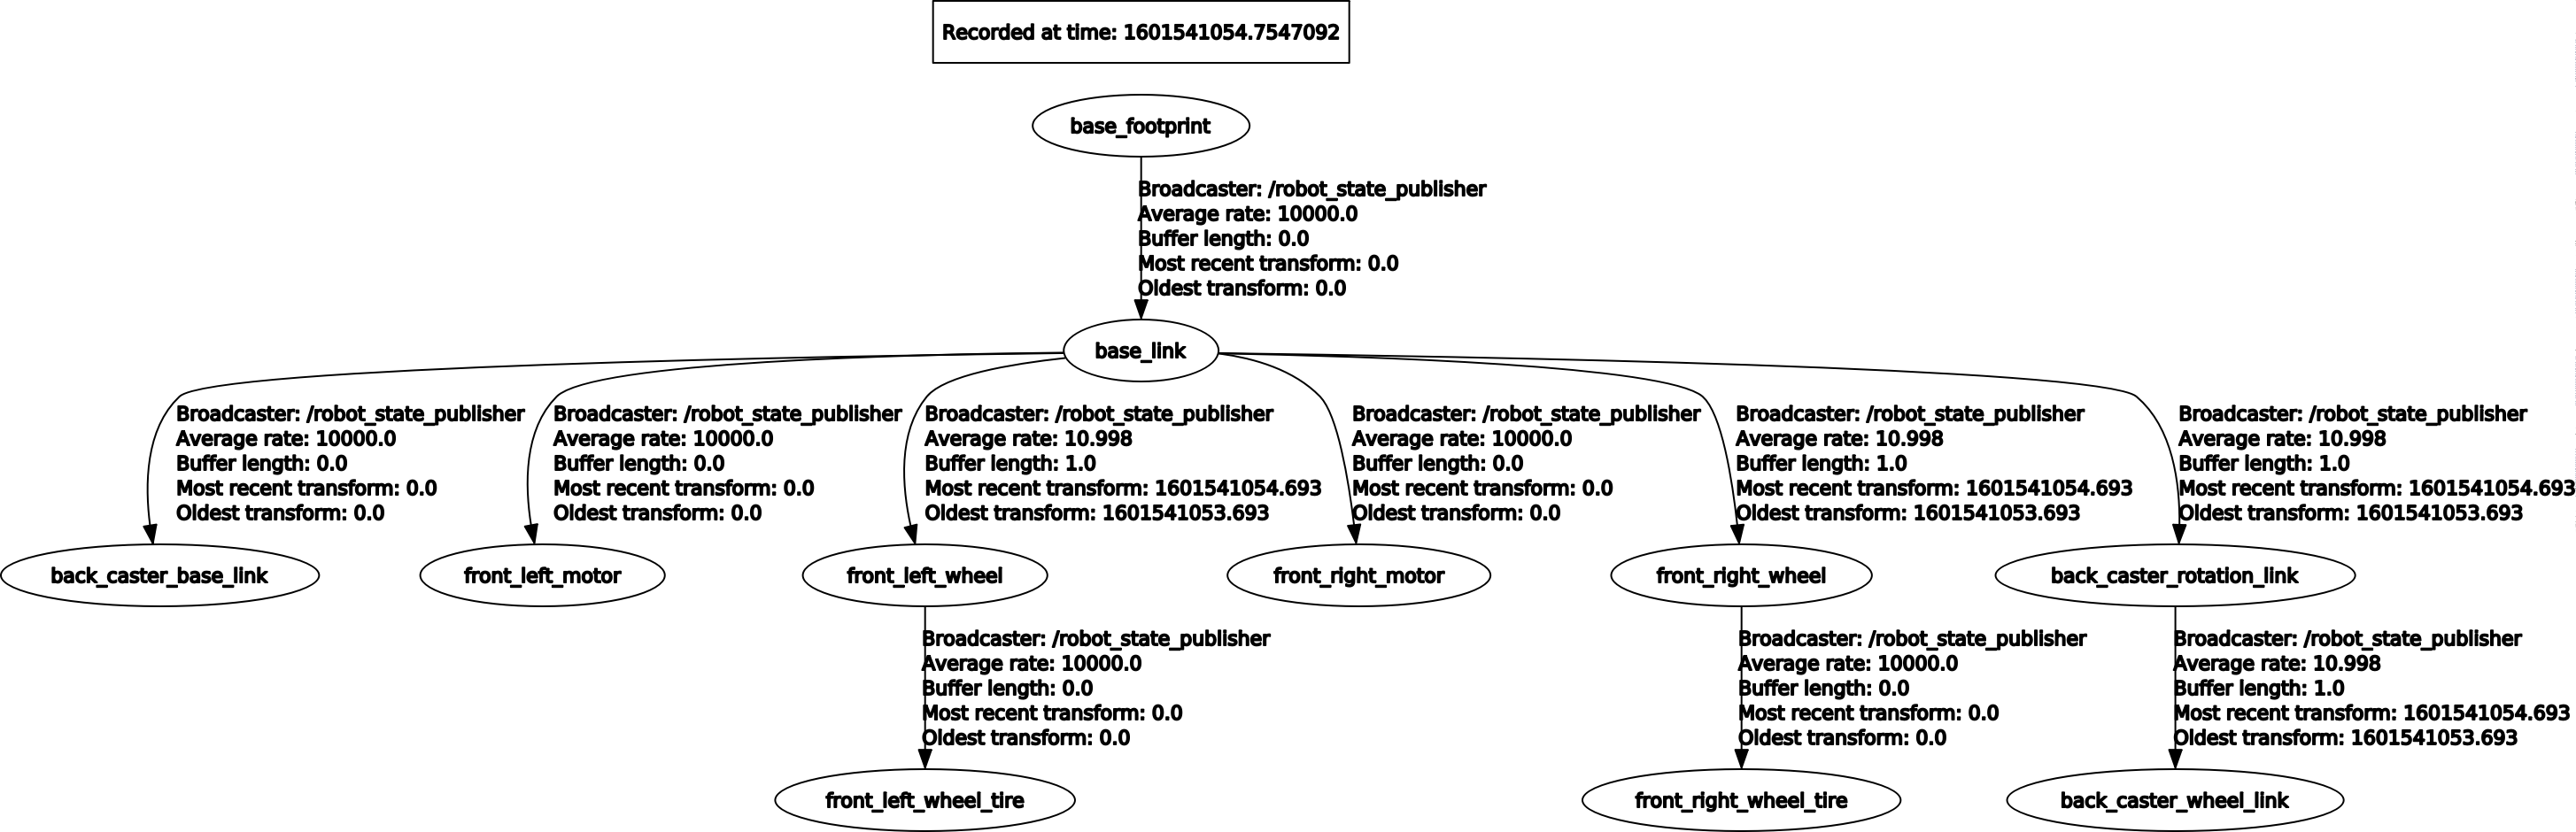 Recorded at time: 1601541054.7547092
base_footprint
Broadcaster: /robot_state_publisher
Average rate: 10000.0
Buffer length: 0.0
Most recent transform: 0.0
Oldest transform: 0.0
base_link
Broadcaster: /robot_state_publisher
Average rate: 10000.0
Buffer length: 0.0
Most recent transform: 0.0
Oldest transform: 0.0
Broadcaster: /robot_state_publisher
Average rate: 10000.0
Buffer length: 0.0
Most recent transform: 0.0
Oldest transform: 0.0
Broadcaster: /robot_state_publisher
Average rate: 10.998
Buffer length: 1.0
Most recent transform: 1601541054.693
Oldest transform: 1601541053.693
Broadcaster: /robot_state_publisher
Average rate: 10000.0
Buffer length: 0.0
Most recent transform: 0.0
Oldest transform: 0.0
Broadcaster: /robot_state_publisher
Average rate: 10.998
Buffer length: 1.0
Most recent transform: 1601541054.693
Oldest transform: 1601541053.693
Broadcaster: /robot_state_publisher
Average rate: 10.998
Buffer length: 1.0
Most recent transform: 1601541054.693
Oldest transform: 1601541053.693
back_caster_base_link
front_left_motor
front_left_wheel
front_right_motor
front_right_wheel
back_caster_rotation_link
Broadcaster: /robot_state_publisher
Average rate: 10000.0
Buffer length: 0.0
Most recent transform: 0.0
Oldest transform: 0.0
Broadcaster: /robot_state_publisher
Average rate: 10000.0
Buffer length: 0.0
Most recent transform: 0.0
Oldest transform: 0.0
Broadcaster: /robot_state_publisher
Average rate: 10.998
Buffer length: 1.0
Most recent transform: 1601541054.693
Oldest transform: 1601541053.693
front_left_wheel_tire
front_right_wheel_tire
back_caster_wheel_link